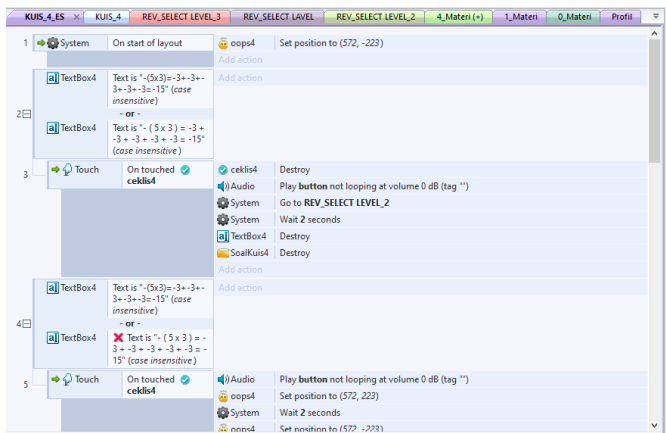 KUIS_4_ES × KUIS_4 REV_SELECT LEVEL_3 REV_SELECT LAVEL REV_SELECT LEVEL_2 4_Materi (+) 1_Materi 0_Materi Profil
1 System On start of layout oops4 Set position to (572, -223)
Add action
2 TextBox4 Text is "-(5x3)=-3+-3+-
3+-3+-3=-15" (case
insensitive)
Add action
- or -
TextBox4 Text is "- ( 5 x 3 ) = -3 +
-3 + -3 + -3 + -3 = -15"
(case insensitive)
3 Touch On touched ceklis4
ceklis4 Destroy
Audio Play button not looping at volume 0 dB (tag "")
System Go to REV_SELECT LEVEL_2
System Wait 2 seconds
TextBox4 Destroy
SoalKuis4 Destroy
Add action
4 TextBox4 Text is "-(5x3)=-3+-3+-
3+-3+-3=-15" (case
insensitive)
Add action
- or -
TextBox4 Text is "- ( 5 x 3 ) = -
3 + -3 + -3 + -3 + -3 = -
15" (case insensitive)
5 Touch On touched ceklis4
Audio Play button not looping at volume 0 dB (tag "")
oops4 Set position to (572, 223)
System Wait 2 seconds
oops4 Set position to (572, -223)